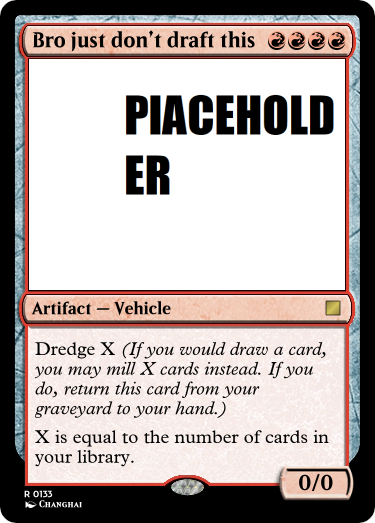 Bro just don't draft this
PIACEHOLD
ER
Artifact — Vehicle
Dredge X (If you would draw a card,
you may mill X cards instead. If you
do, return this card from your
graveyard to your hand.)
X is equal to the number of cards in
your library.
0/0
R 0133
Changhai